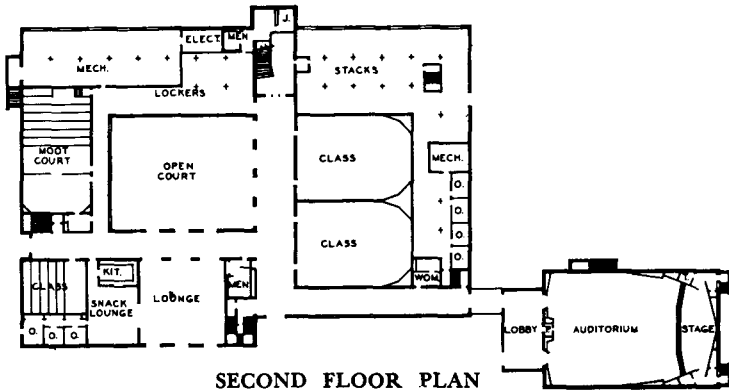 J.
ELECT.
MEN
MECH.
STACKS
LOCKERS
MOOT
COURT
OPEN
COURT
CLASS
MECH.
O.
O.
O.
O.
CLASS
WOM.
KIT.
CLASS
SNACK
LOUNGE
LOUNGE
MEN
O.
O.
O.
LOBBY
AUDITORIUM
STAGE
SECOND FLOOR PLAN